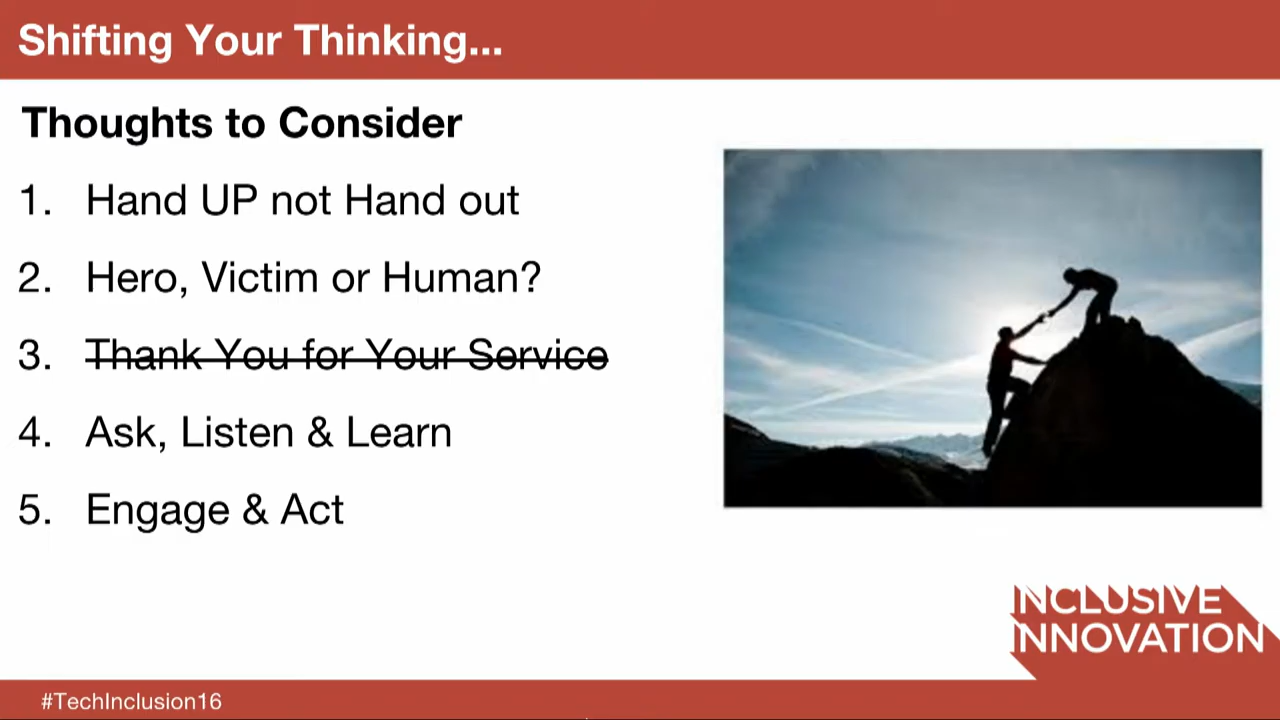 Shifting Your Thinking...
Thoughts to Consider
1. Hand UP not Hand out
2. Hero, Victim or Human?
3. Thank You for Your Service
4. Ask, Listen & Learn
5. Engage & Act
INCLUSIVE
INNOVATION
#TechInclusion16